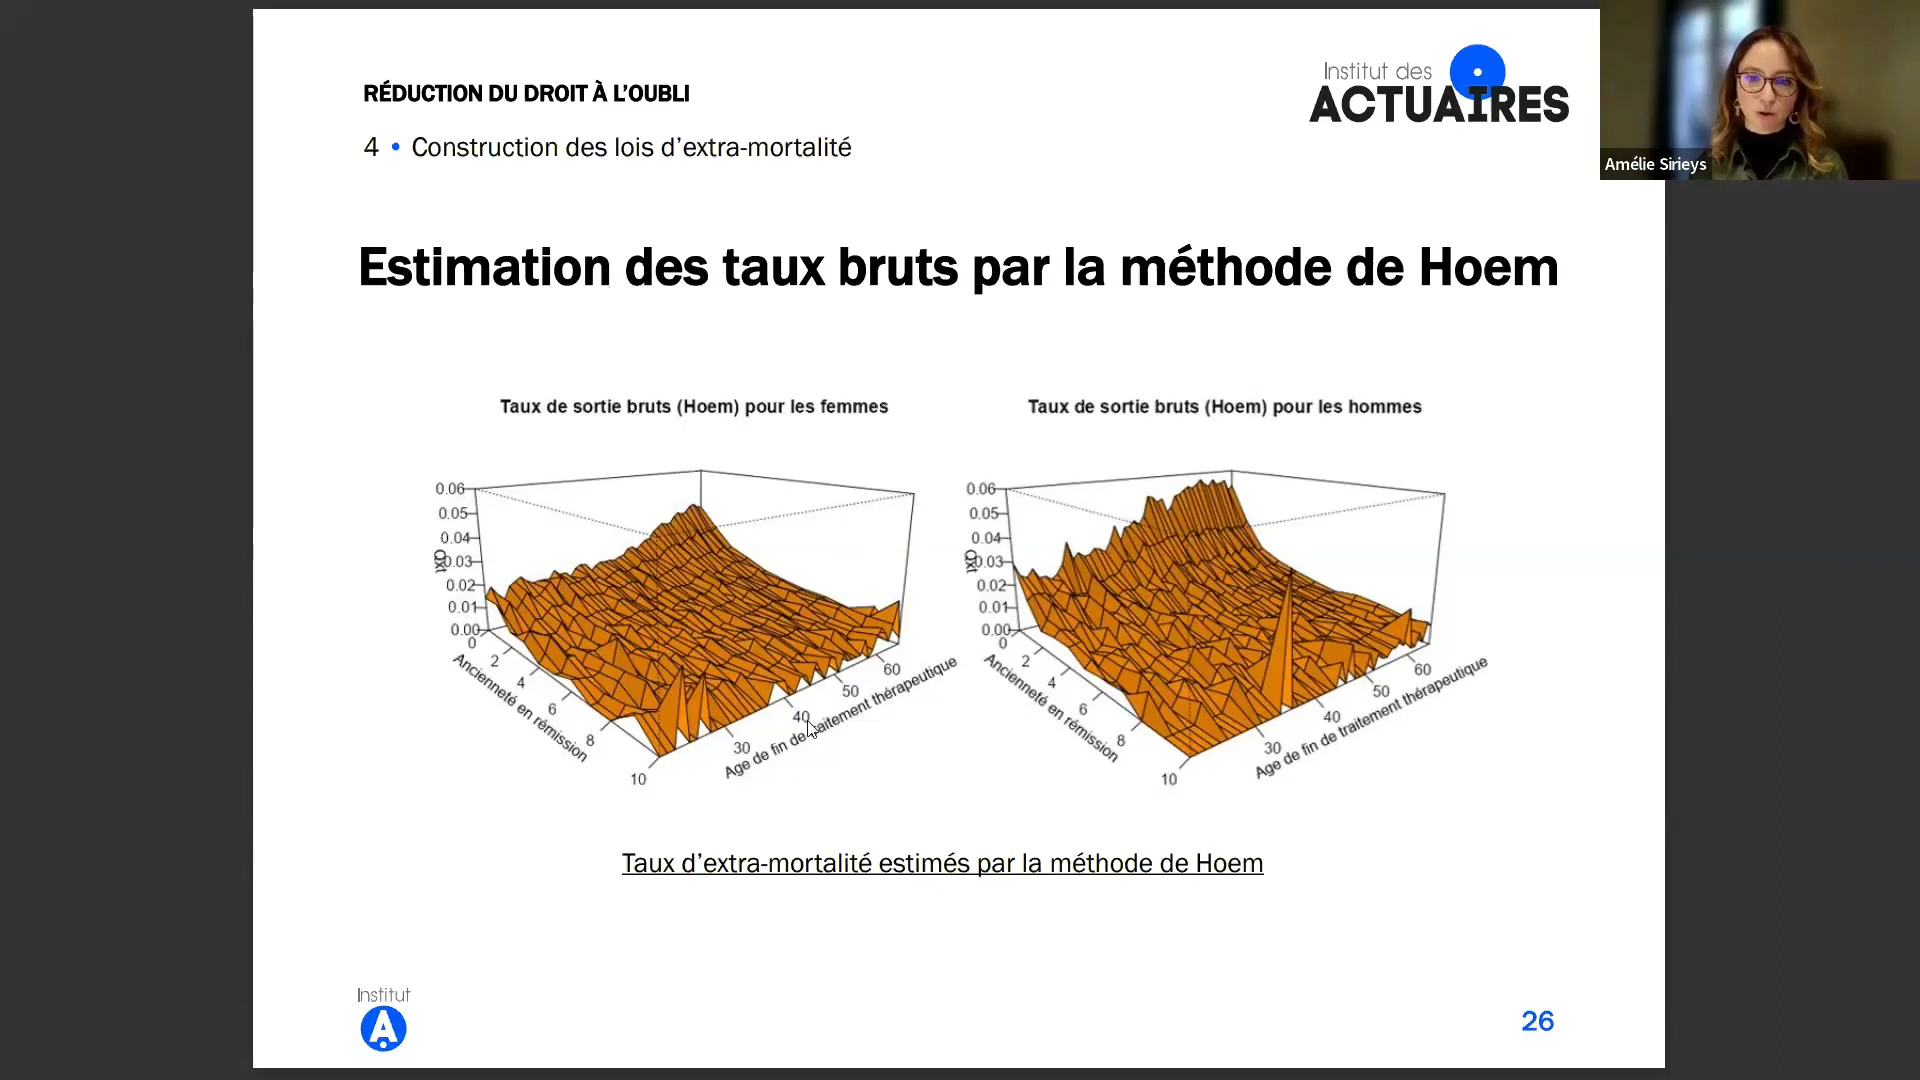 RÉDUCTION DU DROIT À L'OUBLI
Institut des
ACTUAIRES
4 • Construction des lois d'extra-mortalité
Amélie Sirieys
Estimation des taux bruts par la méthode de Hoem
Taux de sortie bruts (Hoem) pour les femmes
0.06
0.05
0.04
0.03
0.02
0.01
0.00
Qxt
0
2
4
6
8
10
Ancienneté en rémission
30
40
50
60
Age de fin de traitement thérapeutique
Taux de sortie bruts (Hoem) pour les hommes
0.06
0.05
0.04
0.03
0.02
0.01
0.00
Qxt
0
2
4
6
8
10
Ancienneté en rémission
30
40
50
60
Age de fin de traitement thérapeutique
Taux d'extra-mortalité estimés par la méthode de Hoem
Institut
A
26